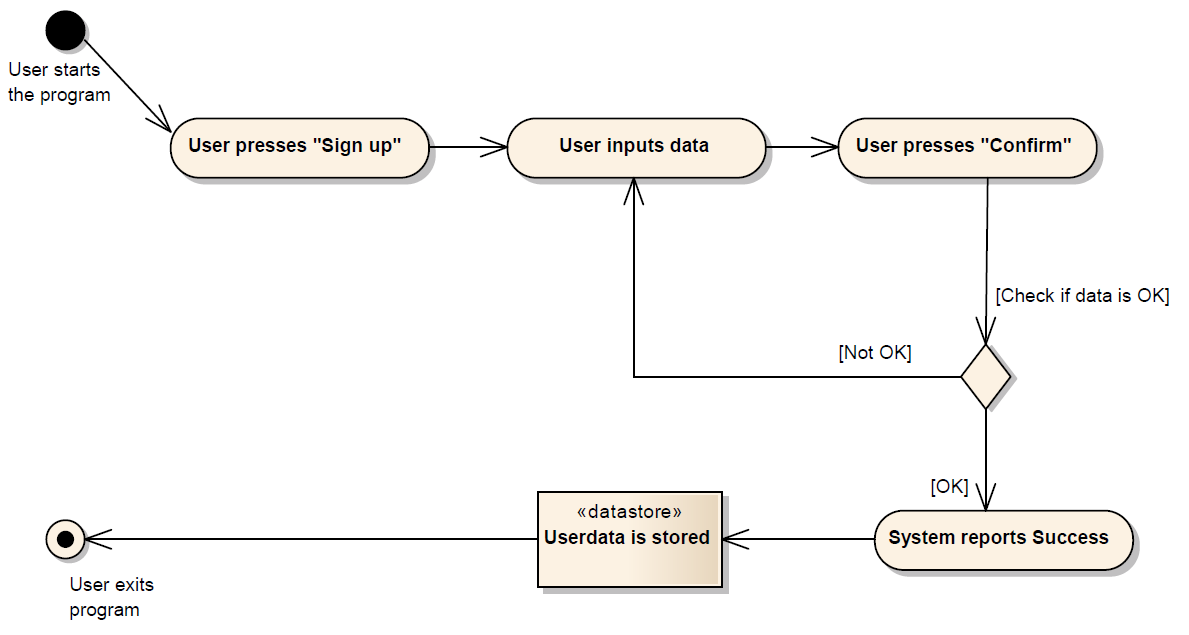 User starts
the program
User presses "Sign up"
User inputs data
User presses "Confirm"
[Check if data is OK]
[Not OK]
[OK]
«datastore»
Userdata is stored
System reports Success
User exits
program